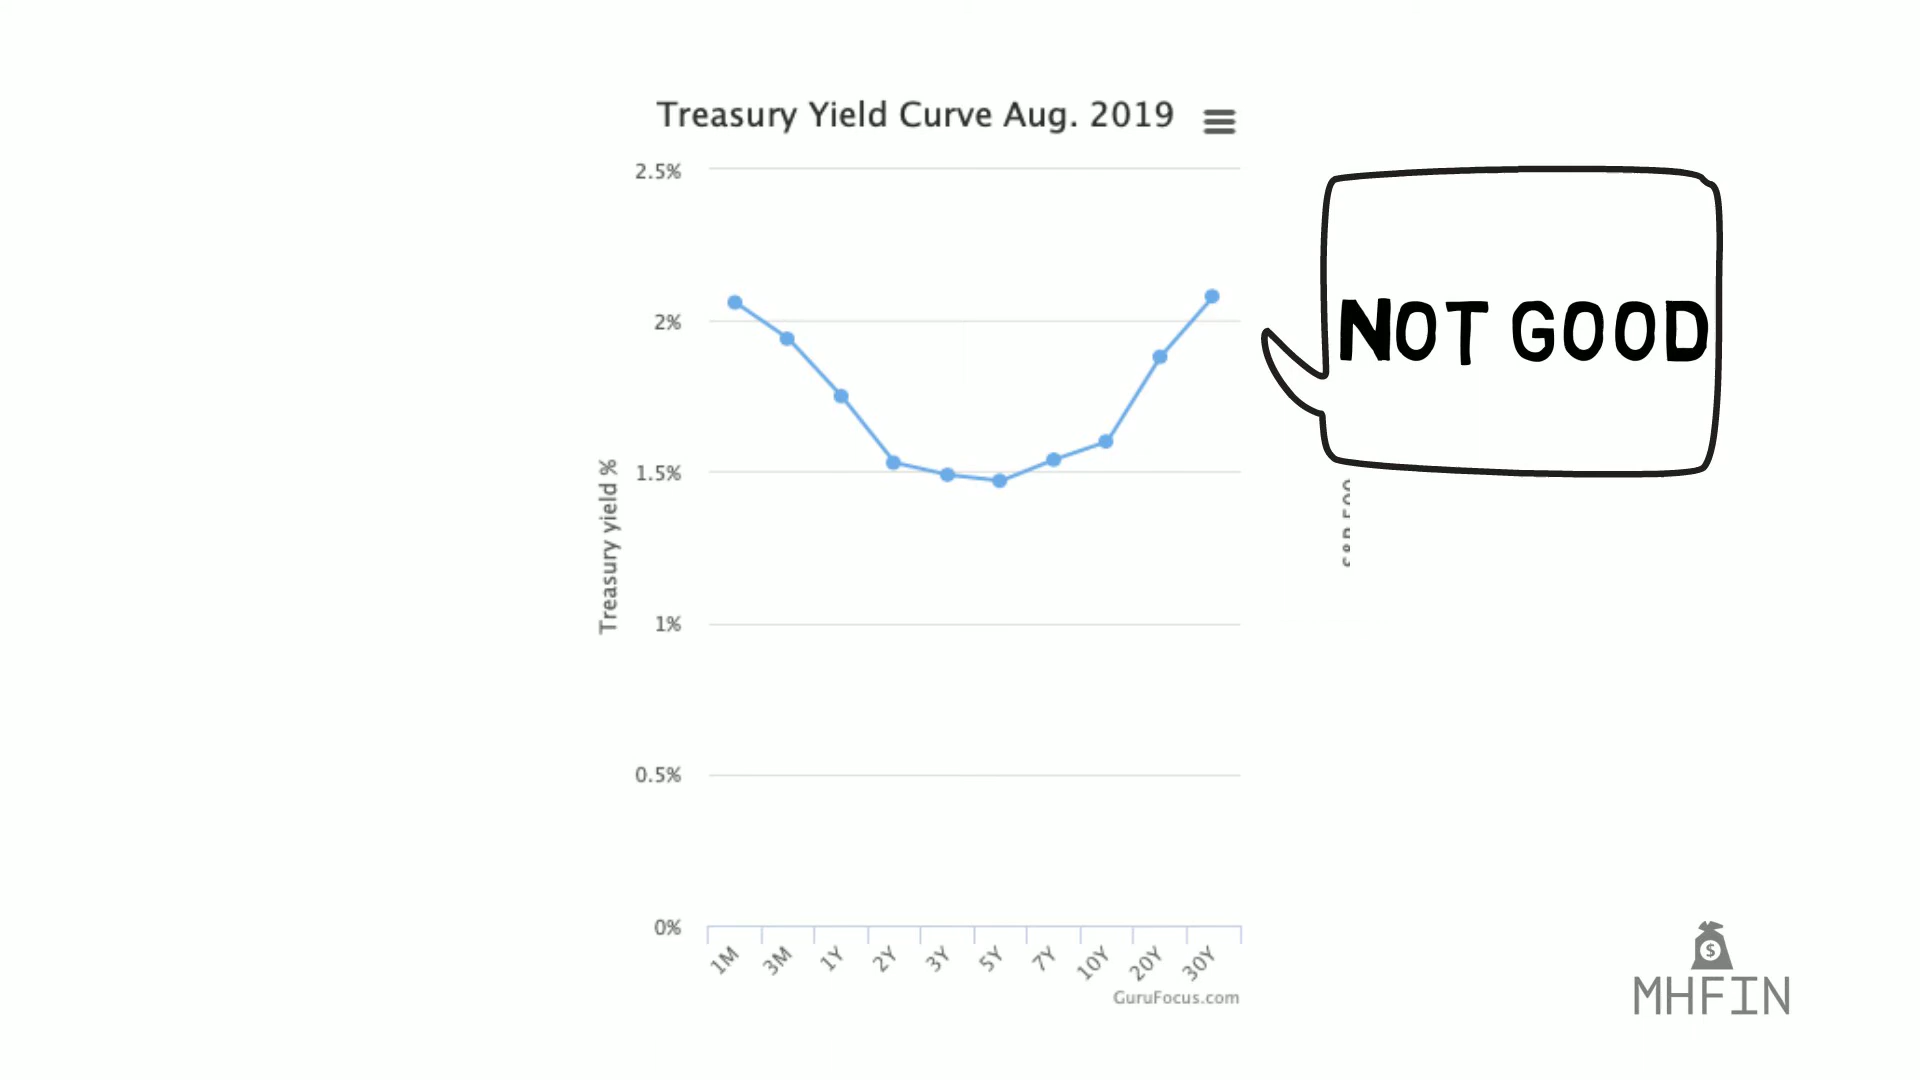 Treasury Yield Curve Aug. 2019
2.5%
2%
1.5%
1%
0.5%
0%
Treasury yield %
1M
3M
1Y
2Y
3Y
5Y
7Y
10Y
20Y
30Y
GuruFocus.com
NOT GOOD
$
MHFIN